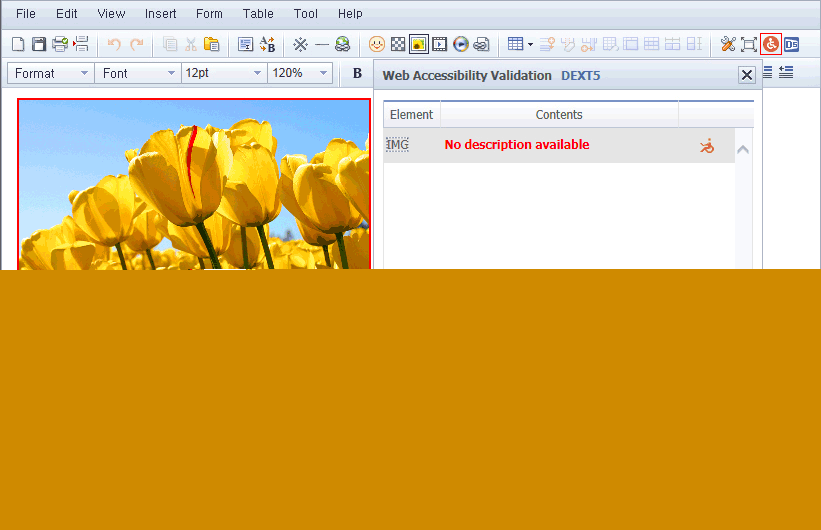 File Edit View Insert Form Table Tool Help
Format Font 12pt 120% B
Web Accessibility Validation DEXT5
Element Contents
IMG No description available